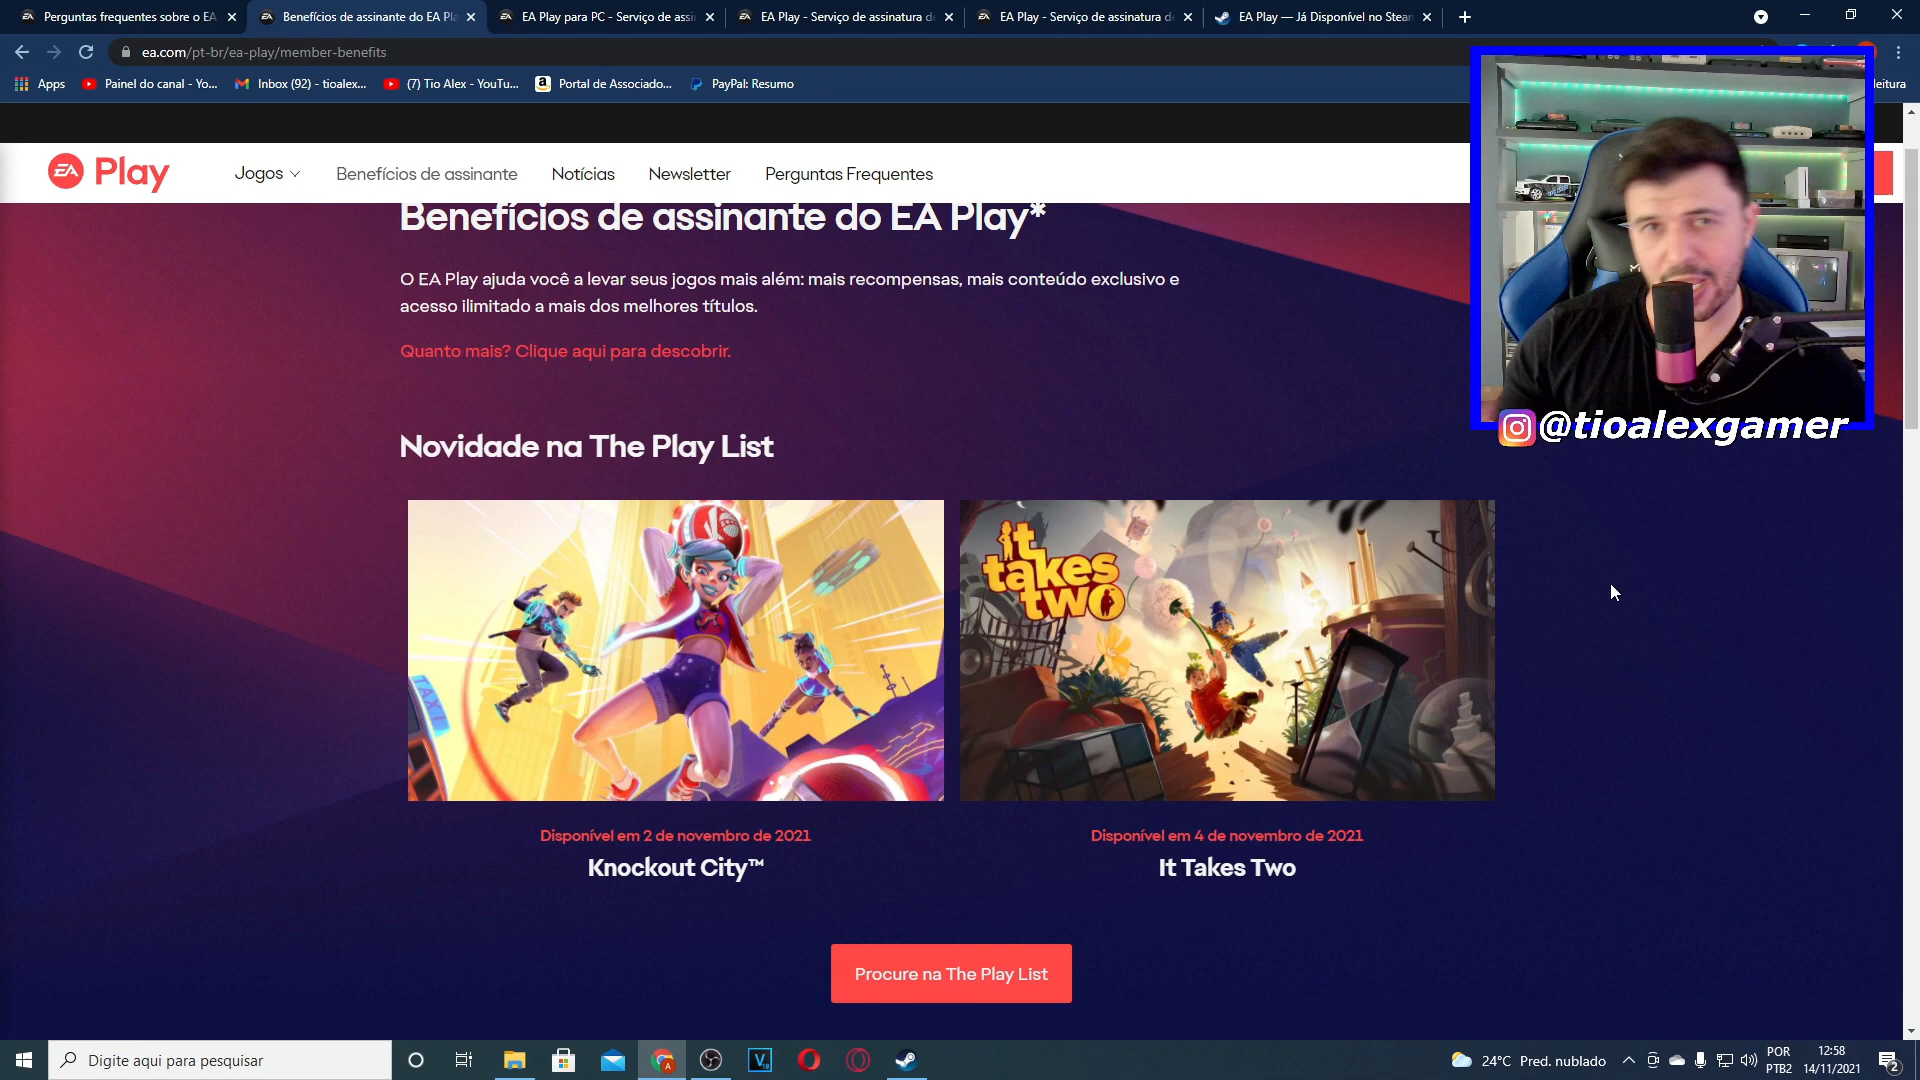 Perguntas frequentes sobre o EA
Benefícios de assinante do EA Pla
EA Play para PC - Serviço de assi
EA Play - Serviço de assinatura de
EA Play - Serviço de assinatura de
EA Play — Já Disponível no Steam
ea.com/pt-br/ea-play/member-benefits
Apps
Painel do canal - Yo...
Inbox (92) - tioalex...
(7) Tio Alex - YouTu...
Portal de Associado...
PayPal: Resumo
leitura
EA Play
Jogos
Benefícios de assinante
Notícias
Newsletter
Perguntas Frequentes
Benefícios de assinante do EA Play*
O EA Play ajuda você a levar seus jogos mais além: mais recompensas, mais conteúdo exclusivo e
acesso ilimitado a mais dos melhores títulos.
Quanto mais? Clique aqui para descobrir.
@tioalexgamer
Novidade na The Play List
TAXI
it
takes
two
Disponível em 2 de novembro de 2021
Knockout City™
Disponível em 4 de novembro de 2021
It Takes Two
Procure na The Play List
Digite aqui para pesquisar
24°C Pred. nublado
POR
PTB2
12:58
14/11/2021
2